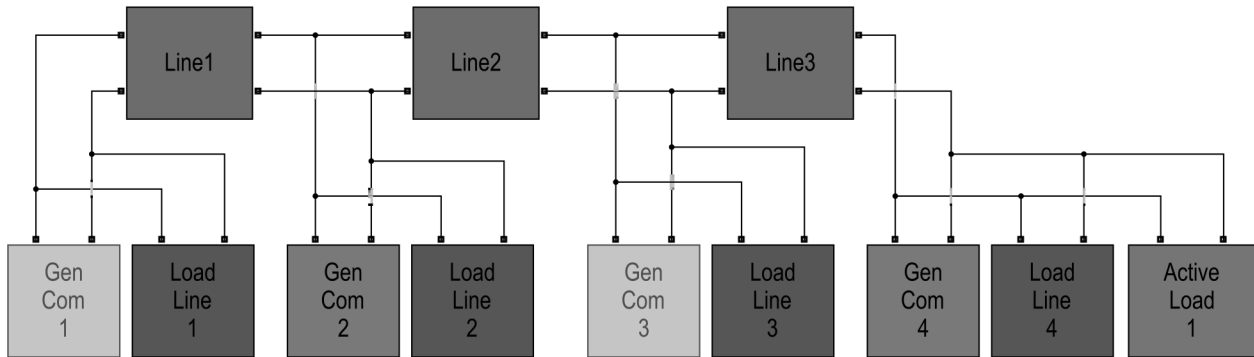 Line1
Line2
Line3
Gen
Com
1
Load
Line
1
Gen
Com
2
Load
Line
2
Gen
Com
3
Load
Line
3
Gen
Com
4
Load
Line
4
Active
Load
1